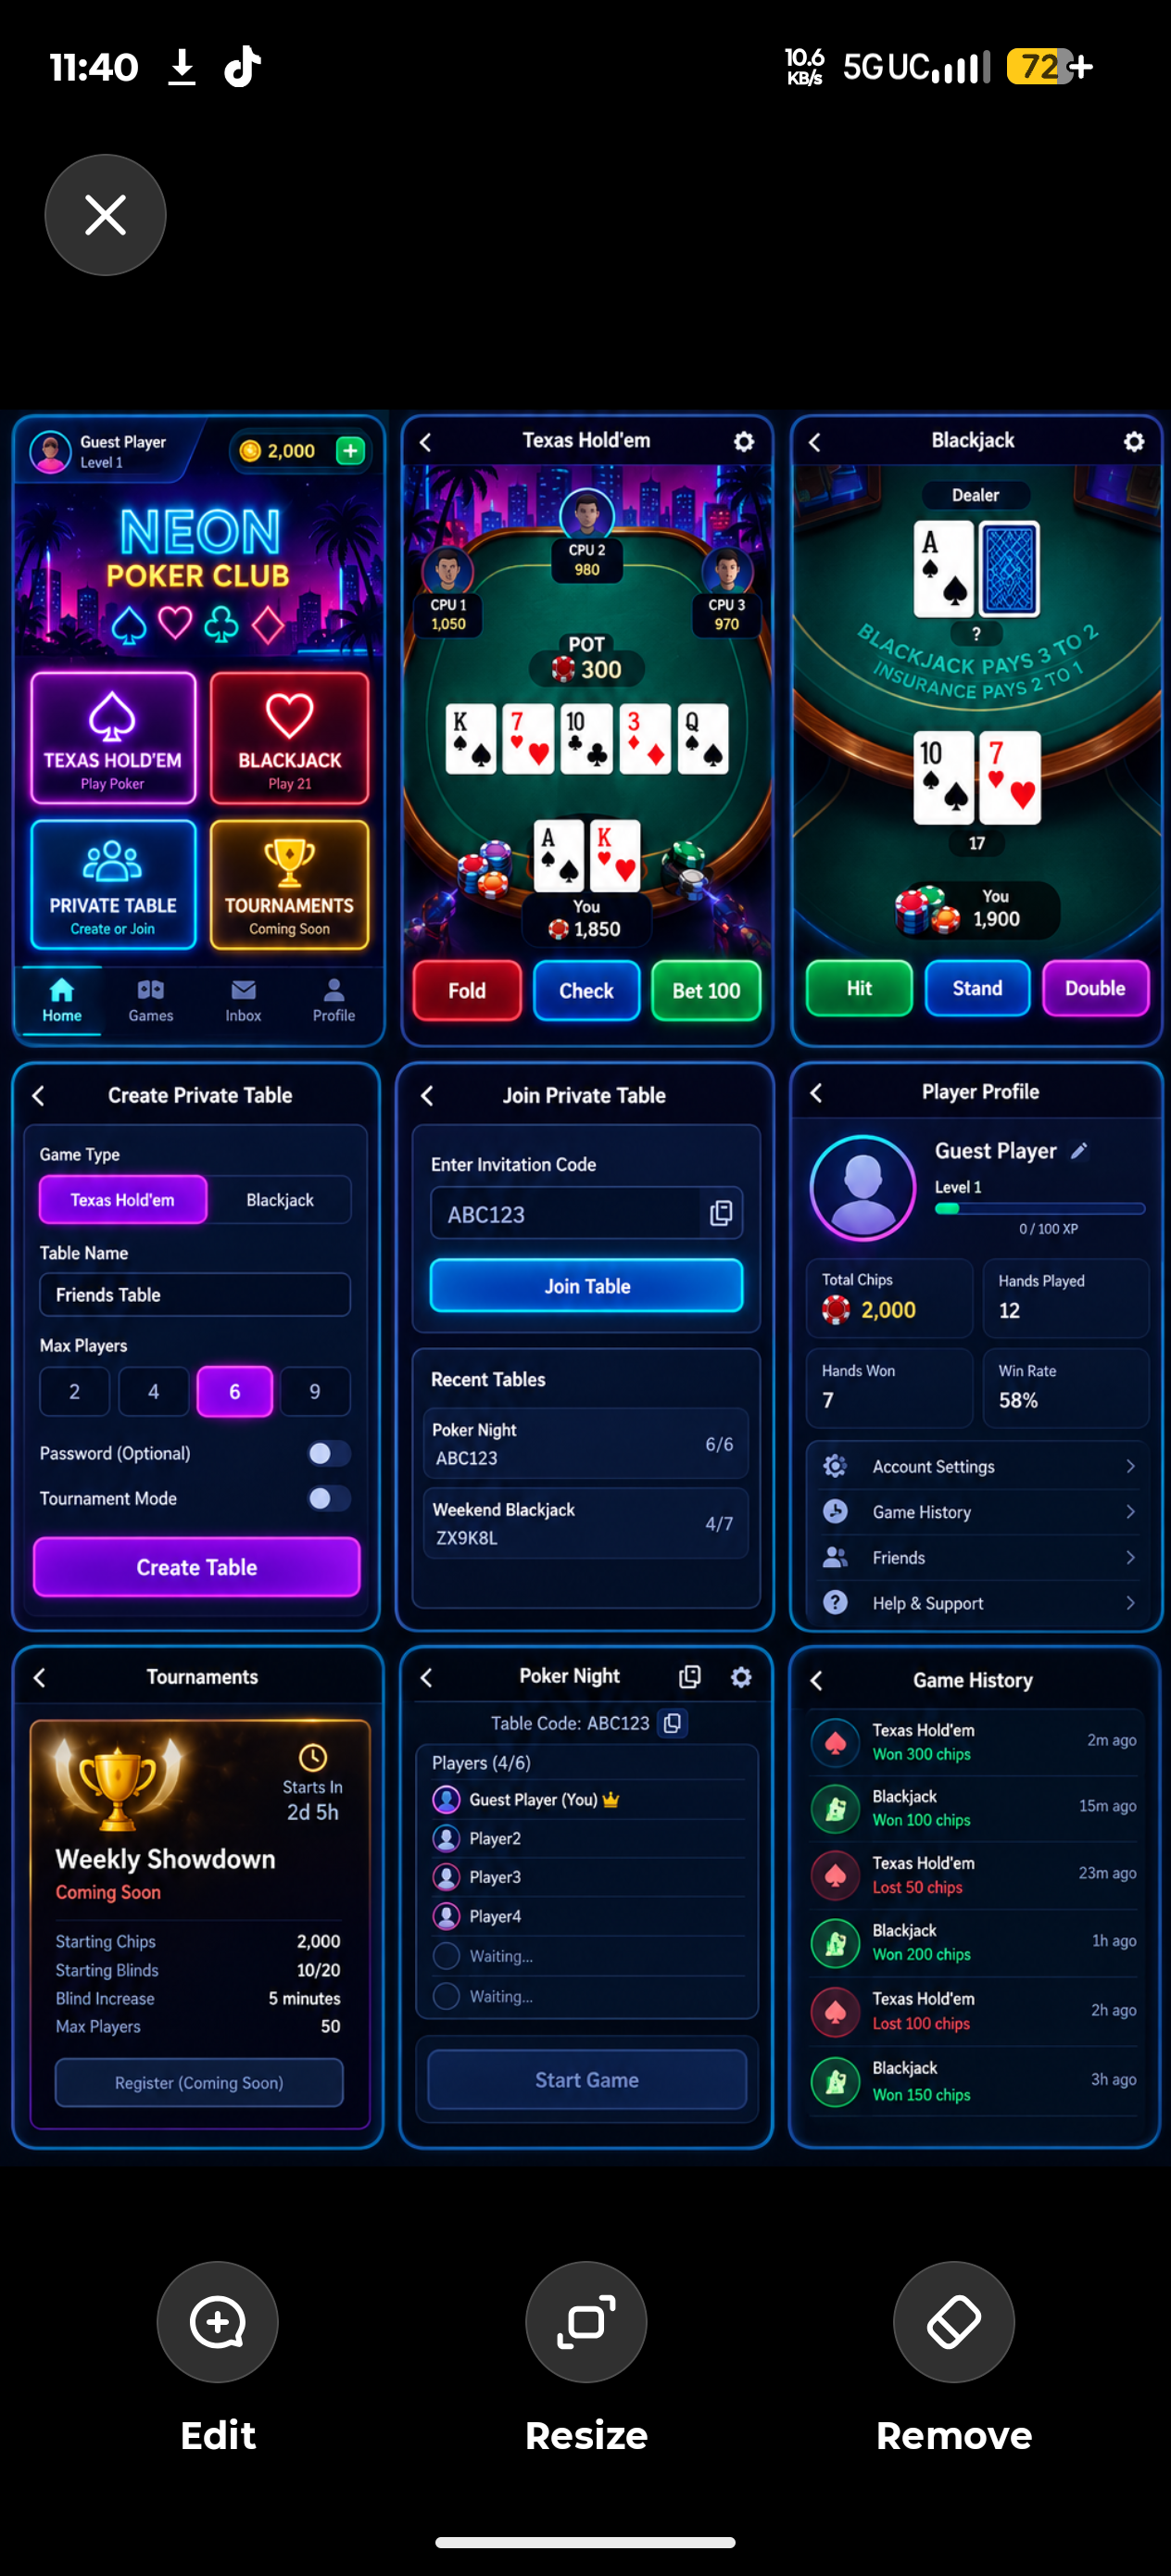 11:40
10.6
KB/s
5G UC
72
Guest Player
Level 1
2,000
NEON
POKER CLUB
TEXAS HOLD'EM
Play Poker
BLACKJACK
Play 21
PRIVATE TABLE
Create or Join
TOURNAMENTS
Coming Soon
Home
Games
Inbox
Profile
Texas Hold'em
CPU 2
980
CPU 1
1,050
CPU 3
970
POT
300
K
7
10
3
Q
A
K
You
1,850
Fold
Check
Bet 100
Blackjack
Dealer
A
?
BLACKJACK PAYS 3 TO 2
INSURANCE PAYS 2 TO 1
10
7
17
You
1,900
Hit
Stand
Double
Create Private Table
Game Type
Texas Hold'em
Blackjack
Table Name
Friends Table
Max Players
2
4
6
9
Password (Optional)
Tournament Mode
Create Table
Join Private Table
Enter Invitation Code
ABC123
Join Table
Recent Tables
Poker Night
ABC123
6/6
Weekend Blackjack
ZX9K8L
4/7
Player Profile
Guest Player
Level 1
0 / 100 XP
Total Chips
2,000
Hands Played
12
Hands Won
7
Win Rate
58%
Account Settings
Game History
Friends
Help & Support
Tournaments
Starts In
2d 5h
Weekly Showdown
Coming Soon
Starting Chips 2,000
Starting Blinds 10/20
Blind Increase 5 minutes
Max Players 50
Register (Coming Soon)
Poker Night
Table Code: ABC123
Players (4/6)
Guest Player (You)
Player2
Player3
Player4
Waiting...
Waiting...
Start Game
Game History
Texas Hold'em
Won 300 chips
2m ago
Blackjack
Won 100 chips
15m ago
Texas Hold'em
Lost 50 chips
23m ago
Blackjack
Won 200 chips
1h ago
Texas Hold'em
Lost 100 chips
2h ago
Blackjack
Won 150 chips
3h ago
Edit
Resize
Remove